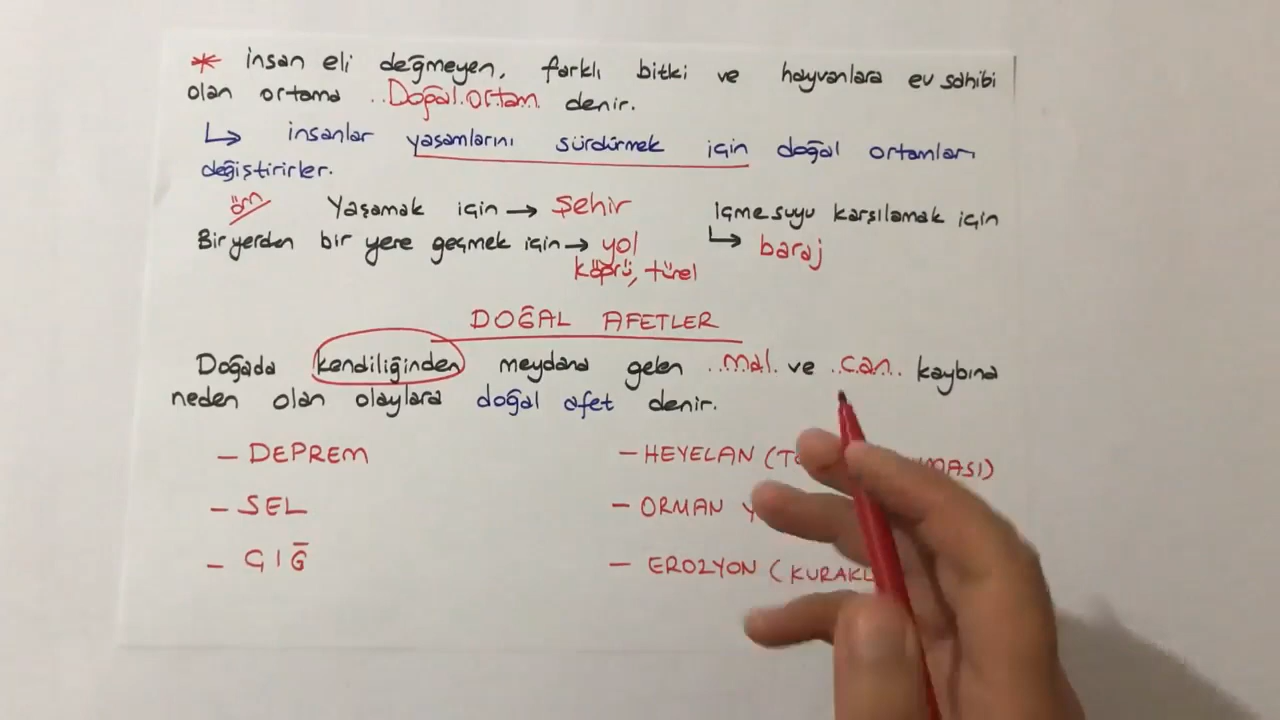 * İnsan eli değmeyen, farklı bitki ve hayvanlara ev sahibi
olan ortama ..Doğal.ortam. denir.
↳ insanlar yaşamlarını sürdürmek için doğal ortamları
değiştirirler.
örn Yaşamak için → Şehir
Bir yerden bir yere geçmek için → yol
köprü, tünel
İçme suyu karşılamak için
↳ baraj
DOĞAL AFETLER
Doğada kendiliğinden meydana gelen ..mal. ve ..can.. kaybına
neden olan olaylara doğal afet denir.
- DEPREM
- SEL
- ÇIĞ
- HEYELAN
- ORMAN
- EROZYON